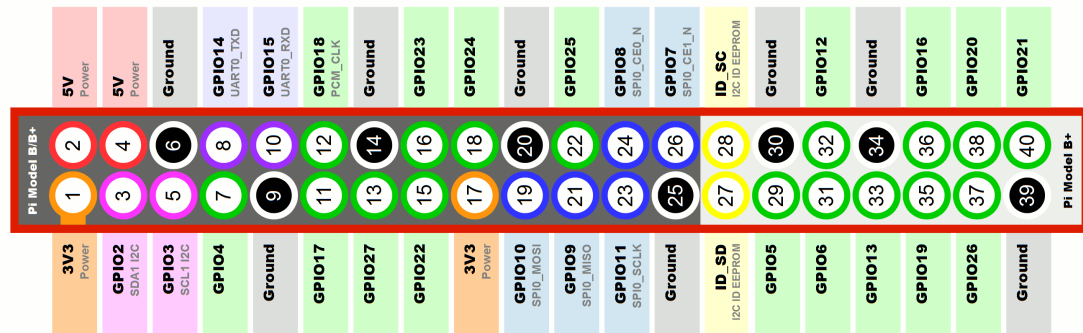 5V
Power
5V
Power
Ground
GPIO14
UART0_TXD
GPIO15
UART0_RXD
GPIO18
PCM_CLK
Ground
GPIO23
GPIO24
Ground
GPIO25
GPIO8
SPI0_CE0_N
GPIO7
SPI0_CE1_N
ID_SC
I2C ID EEPROM
Ground
GPIO12
Ground
GPIO16
GPIO20
GPIO21
Pi Model B/B+
2 4 6 8 10 12 14 16 18 20 22 24 26 28 30 32 34 36 38 40
1 3 5 7 9 11 13 15 17 19 21 23 25 27 29 31 33 35 37 39
Pi Model B+
3V3
Power
GPIO2
SDA1 I2C
GPIO3
SCL1 I2C
GPIO4
Ground
GPIO17
GPIO27
GPIO22
3V3
Power
GPIO10
SPI0_MOSI
GPIO9
SPI0_MISO
GPIO11
SPI0_SCLK
Ground
ID_SD
I2C ID EEPROM
GPIO5
GPIO6
GPIO13
GPIO19
GPIO26
Ground